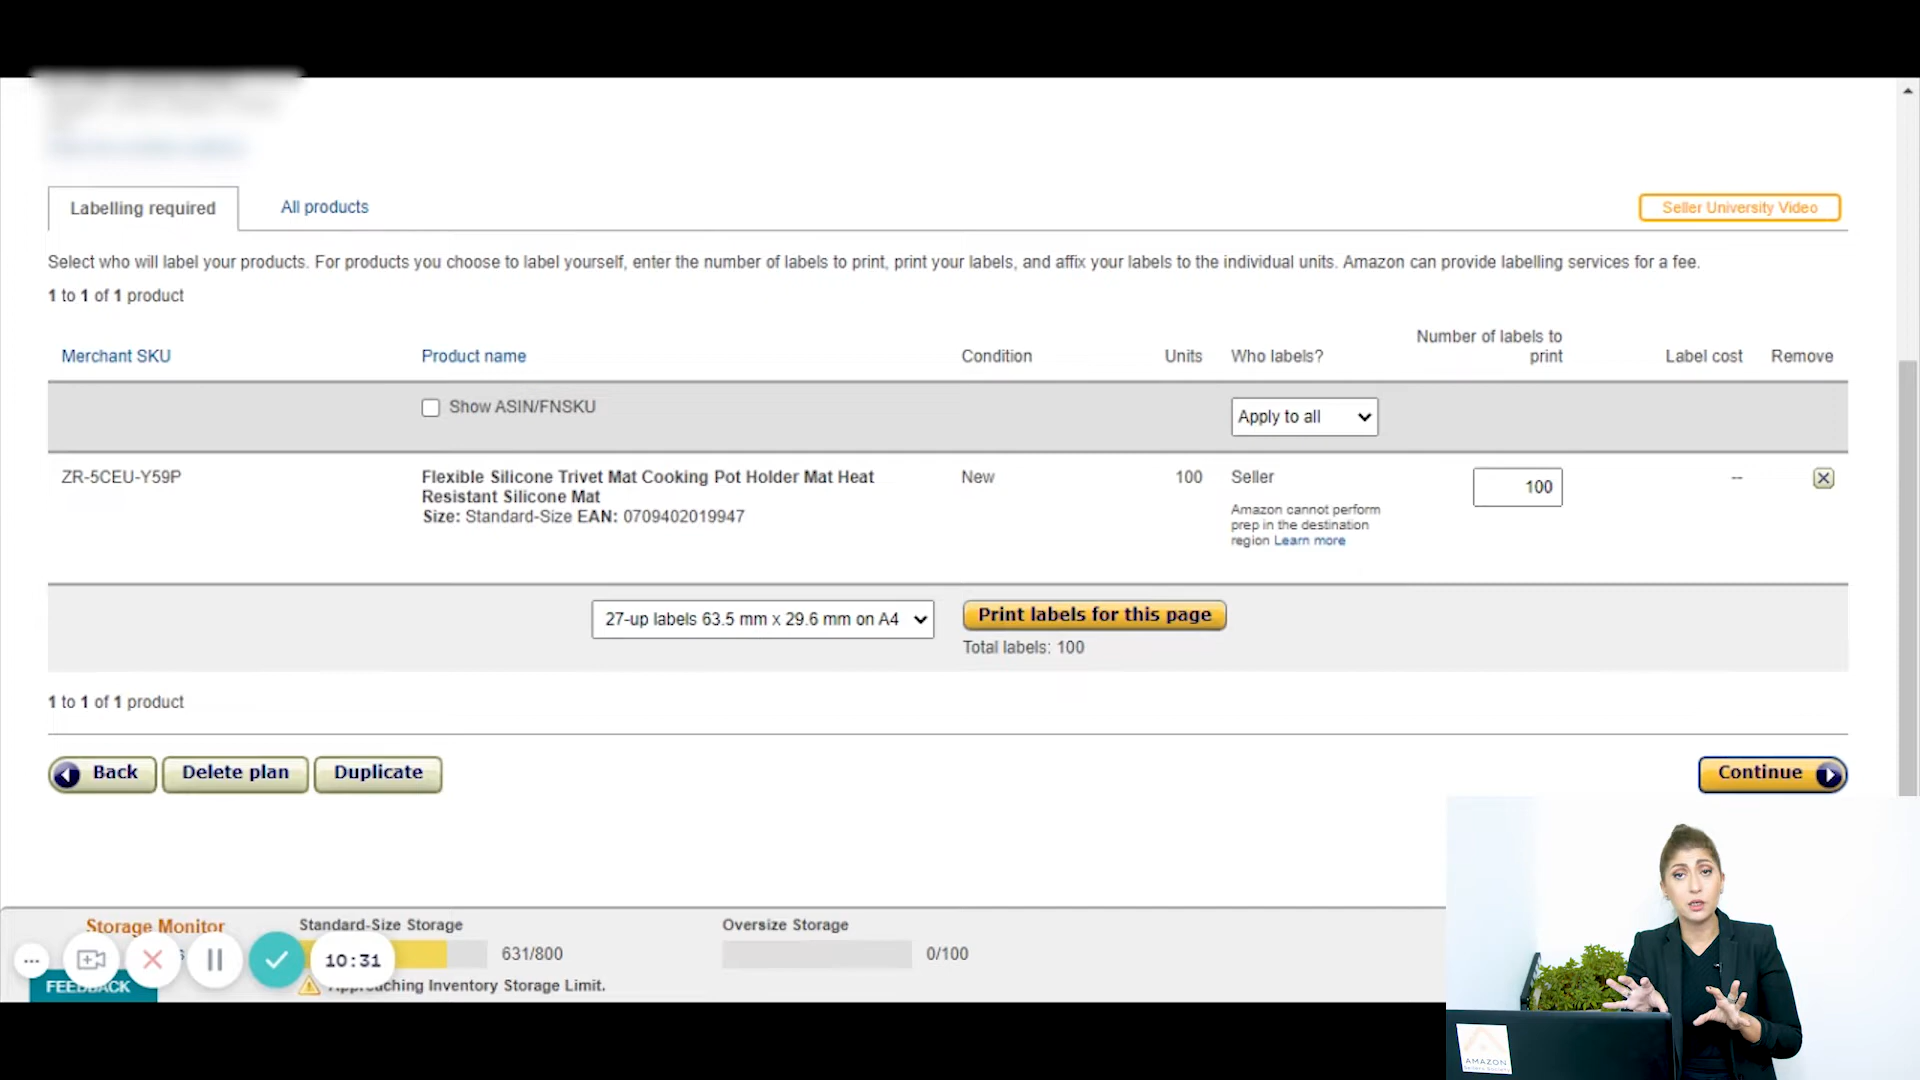 Labelling required
All products
Seller University Video
Select who will label your products. For products you choose to label yourself, enter the number of labels to print, print your labels, and affix your labels to the individual units. Amazon can provide labelling services for a fee.
1 to 1 of 1 product
Merchant SKU
Product name
Condition
Units
Who labels?
Number of labels to
print
Label cost
Remove
Show ASIN/FNSKU
Apply to all
ZR-5CEU-Y59P
Flexible Silicone Trivet Mat Cooking Pot Holder Mat Heat
Resistant Silicone Mat
Size: Standard-Size EAN: 0709402019947
New
100
Seller
Amazon cannot perform
prep in the destination
region Learn more
100
--
27-up labels 63.5 mm x 29.6 mm on A4
Print labels for this page
Total labels: 100
1 to 1 of 1 product
Back
Delete plan
Duplicate
Continue
Storage Monitor
Standard-Size Storage
631/800
Oversize Storage
0/100
10:31
FEEDBACK
Approaching Inventory Storage Limit.
AMAZON